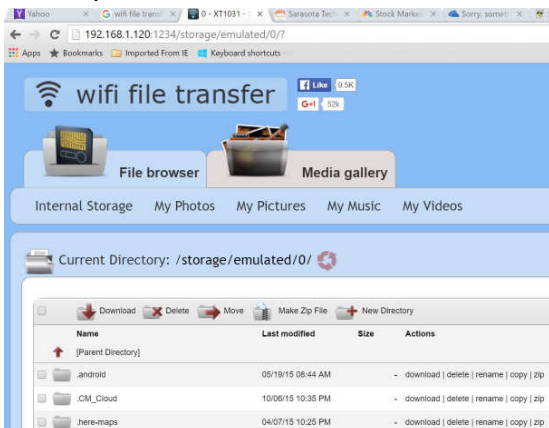 Yahoo G wifi file transf 0 - XT1031 - Sarasota Tech Stock Market Sorry, someth
192.168.1.120:1234/storage/emulated/0/?
Apps Bookmarks Imported From IE Keyboard shortcuts
wifi file transfer
Like 9.5K
G+1 52k
File browser Media gallery
Internal Storage My Photos My Pictures My Music My Videos
Current Directory: /storage/emulated/0/
Download Delete Move Make Zip File New Directory
Name Last modified Size Actions
[Parent Directory]
.android 05/19/15 08:44 AM - download | delete | rename | copy | zip
.CM_Cloud 10/06/15 10:35 PM - download | delete | rename | copy | zip
.here-maps 04/07/15 10:25 PM - download | delete | rename | copy | zip